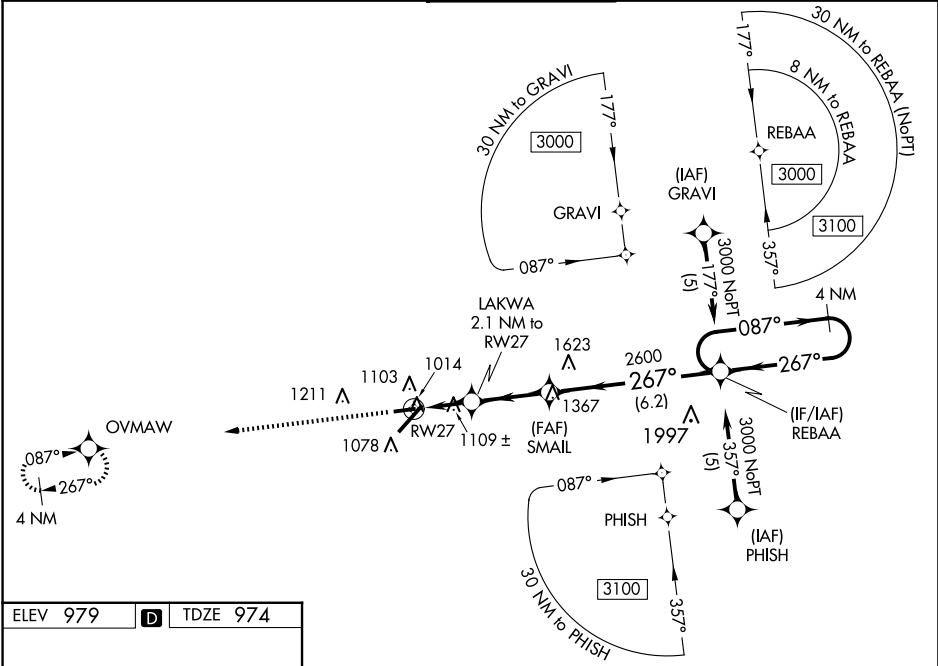 30 NM to REBAA (NoPT)
177°
8 NM to REBAA
REBAA
3000
3100
357°
30 NM to GRAVI
177°
3000
GRAVI
087°
(IAF)
GRAVI
3000 NoPT
177°
(5)
4 NM
087°
267°
LAKWA
2.1 NM to
RW27
1623
2600
267°
(6.2)
1367
(FAF)
SMAIL
1014
1103
1211
1078
RW27
1109 ±
1997
(IF/IAF)
REBAA
OVMAW
087°
267°
4 NM
3000 NoPT
357°
(5)
(IAF)
PHISH
087°
PHISH
3100
357°
30 NM to PHISH
ELEV 979 D TDZE 974